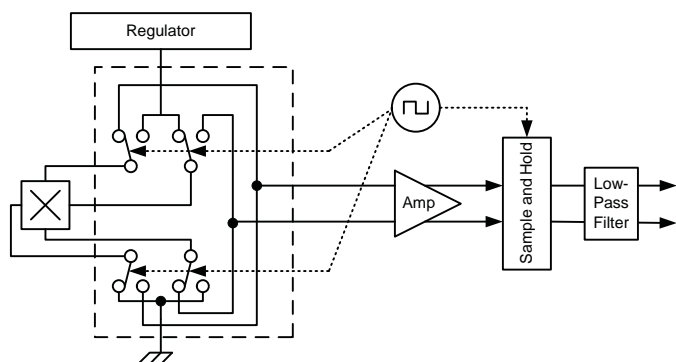 Regulator
Amp
Sample and Hold
Low-
Pass
Filter